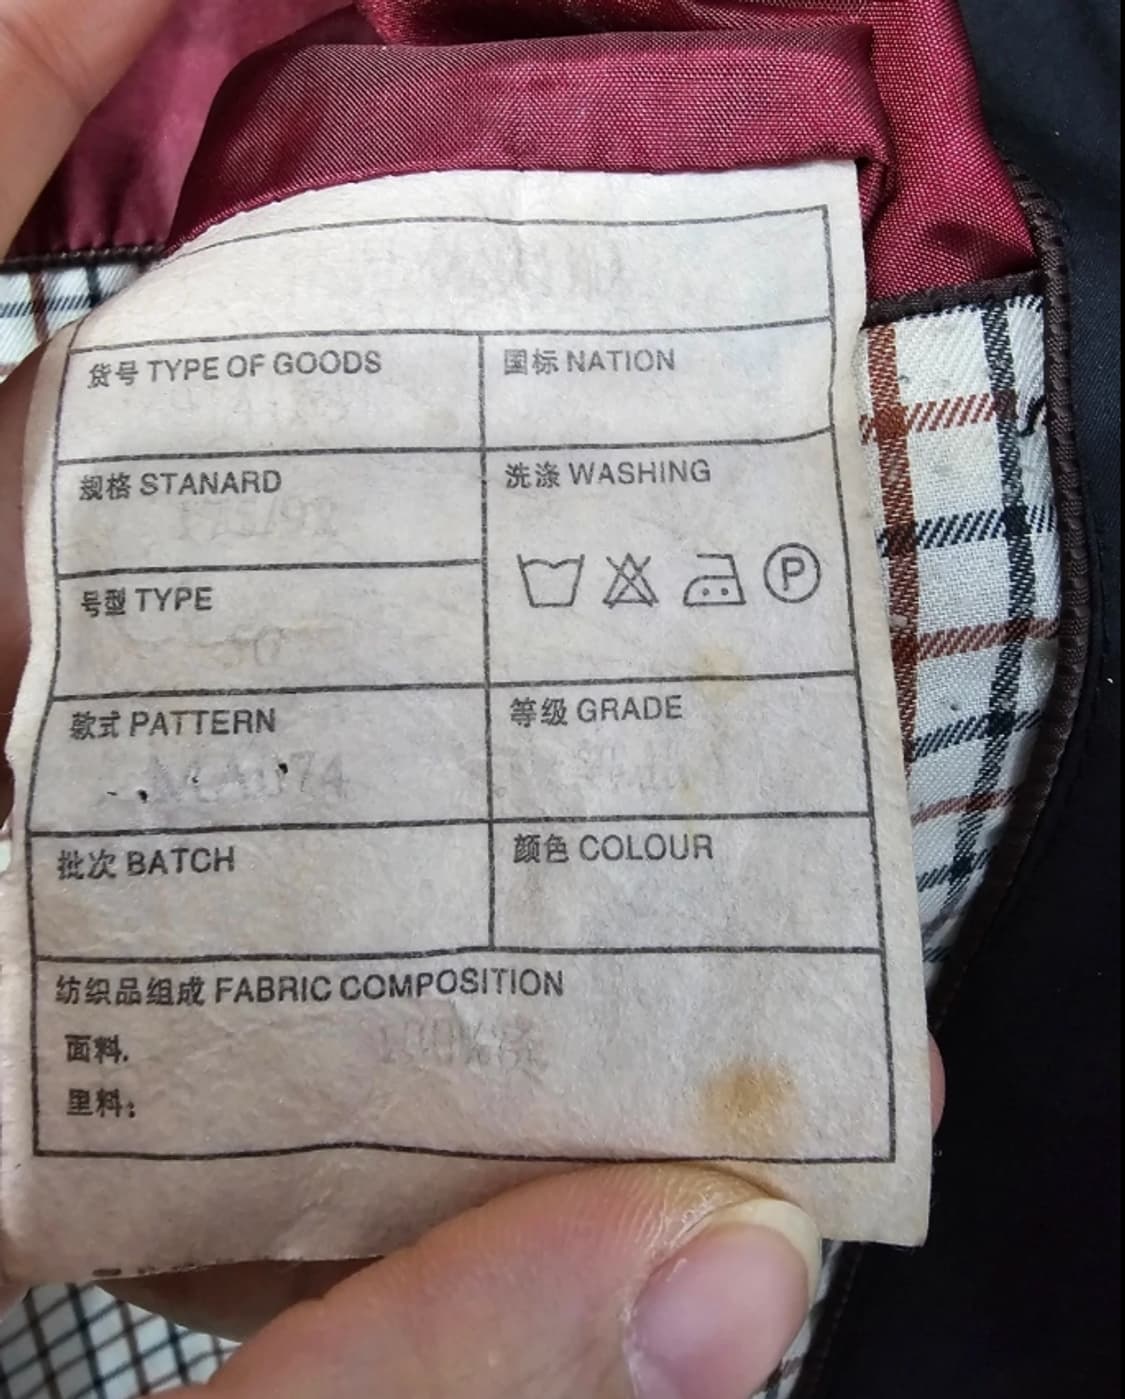 货号 TYPE OF GOODS
国标 NATION
规格 STANARD
洗涤 WASHING
P
号型 TYPE
款式 PATTERN
等级 GRADE
批次 BATCH
颜色 COLOUR
纺织品组成 FABRIC COMPOSITION
面料:
里料: